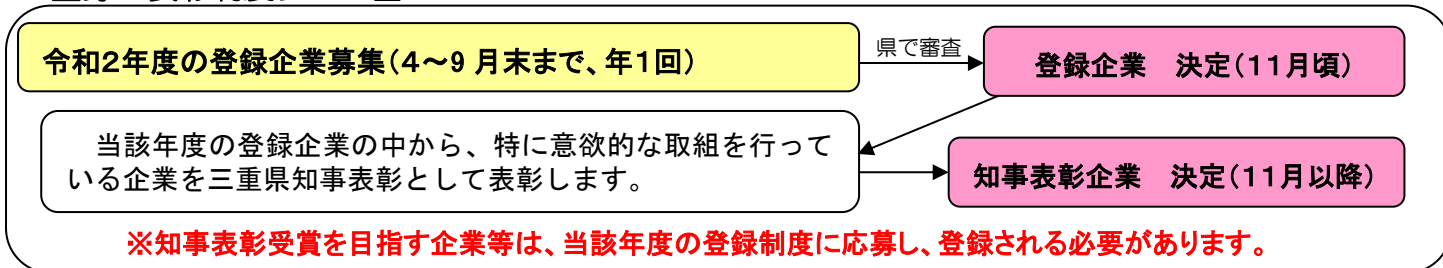 令和2年度の登録企業募集(4～9月末まで、年1回)
県で審査
登録企　業　決定(11月頃)
当該年度の登録企業の中から、特に意欲的な取組を行って
いる企業を三重県知事表彰として表彰します。
知事表彰企業　決定(11月以降)
※知事表彰受賞を目指す企業等は、当該年度の登録制度に応募し、登録される必要があります。